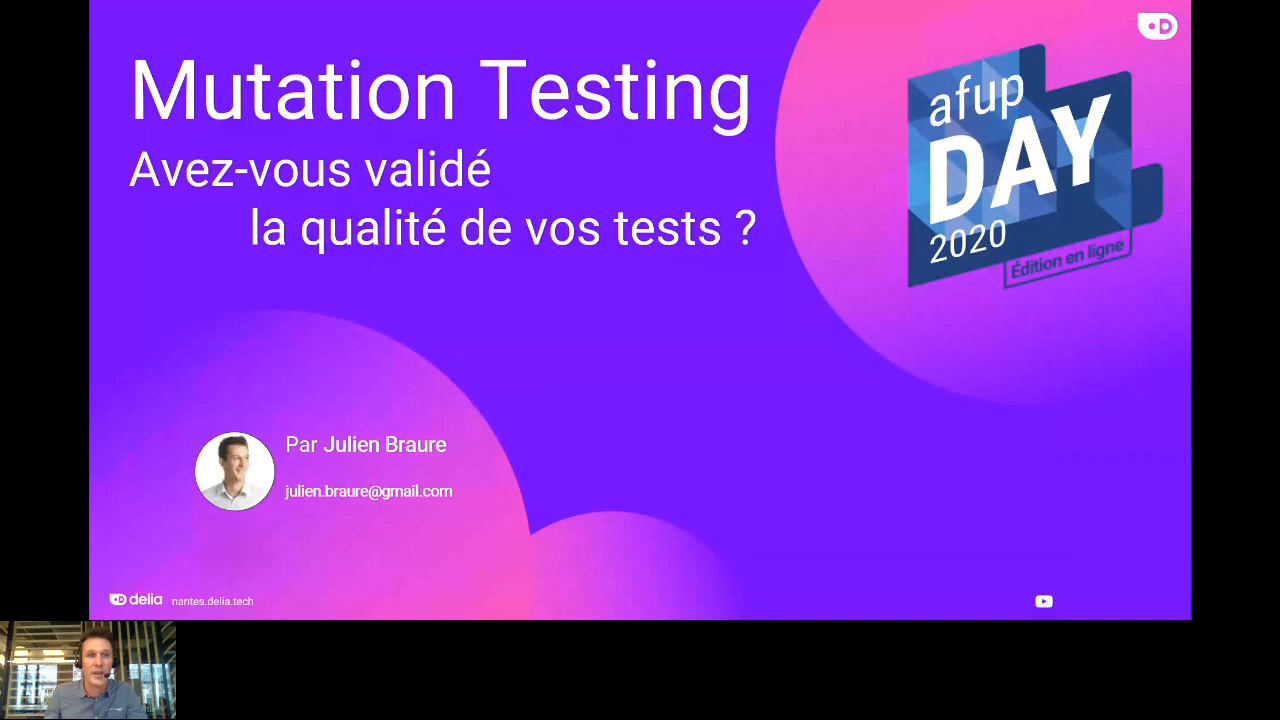 Mutation Testing
Avez-vous validé
la qualité de vos tests ?
afup
DAY
2020
Édition en ligne
Par Julien Braure
julien.braure@gmail.com
delia nantes.delia.tech